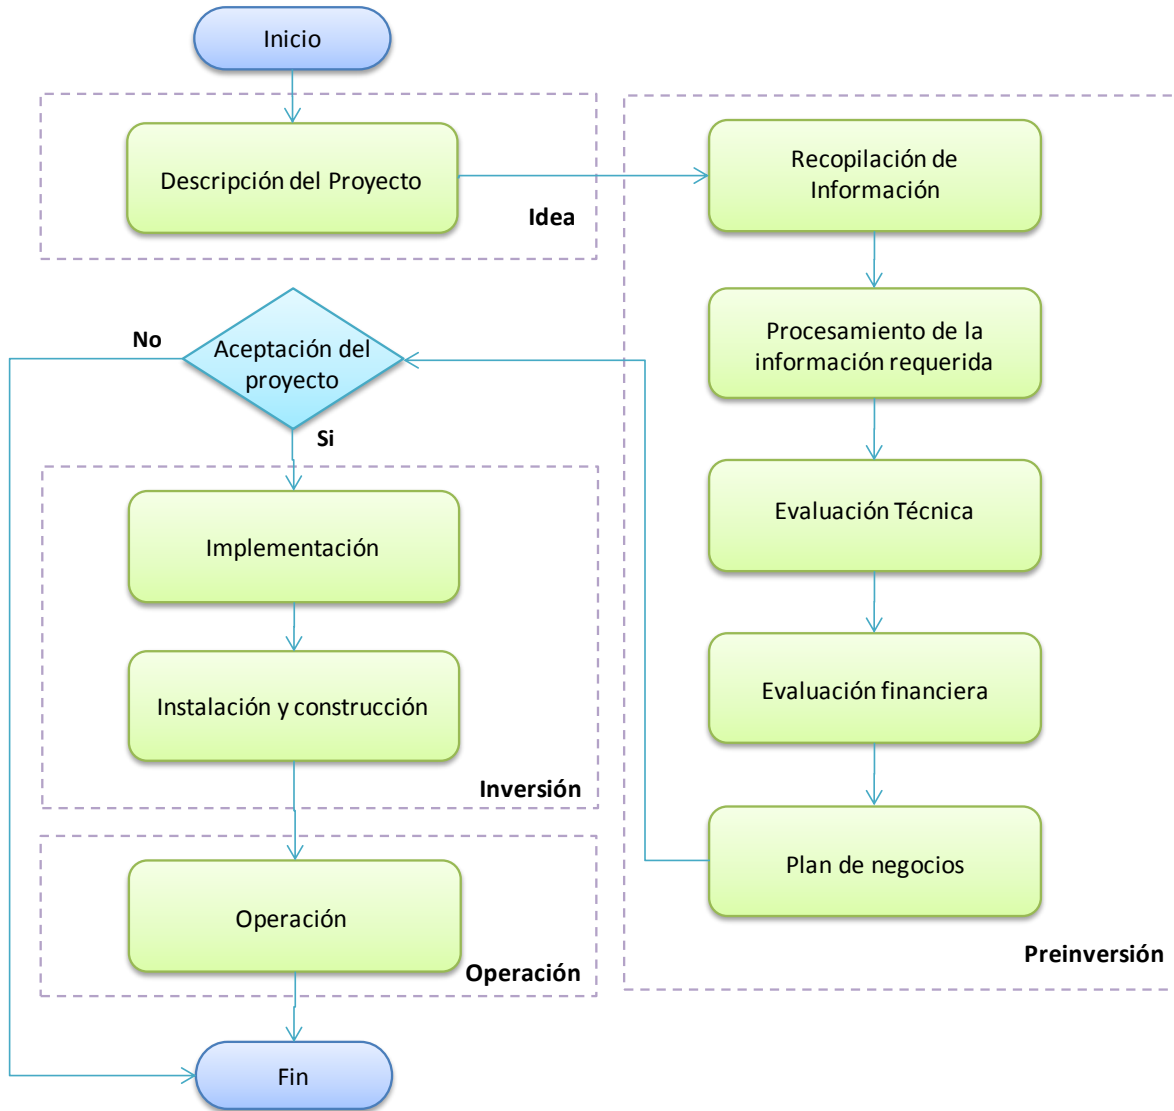 Inicio
Descripción del Proyecto
Idea
Recopilación de
Información
Procesamiento de la
información requerida
Evaluación Técnica
Evaluación financiera
Plan de negocios
Preinversión
No
Aceptación del
proyecto
Si
Implementación
Instalación y construcción
Inversión
Operación
Operación
Fin